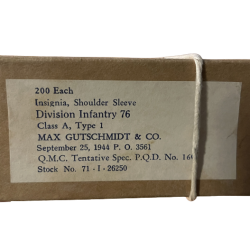 200 Each
Insignia, Shoulder Sleeve
Division Infantry 76
Class A, Type 1
MAX GUTSCHMIDT & CO.
September 25, 1944 P. O. 3561
Q.M.C. Tentative Spec. P.Q.D. No.
Stock No. 71-I-26250